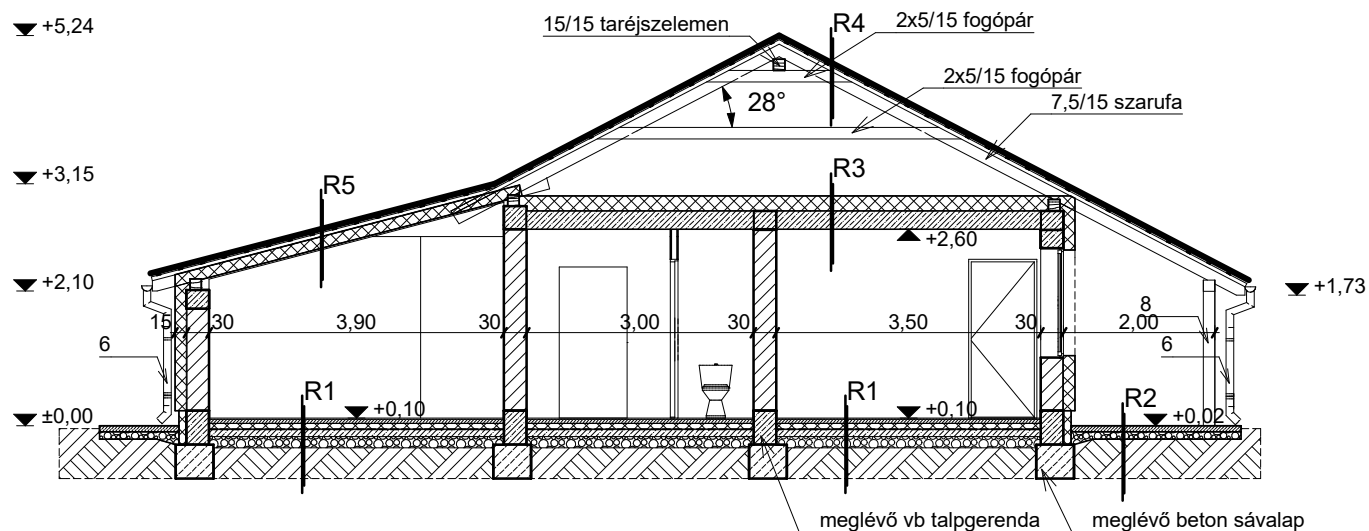 +5,24
15/15 taréjszelemen
R4
2x5/15 fogópár
2x5/15 fogópár
28°
7,5/15 szarufa
+3,15
R5
R3
+2,60
+2,10
+1,73
15
30
3,90
30
3,00
30
3,50
30
2,00
8
6
6
R1
R1
R2
±0,00
+0,10
+0,10
+0,02
meglévő vb talpgerenda
meglévő beton sávalap